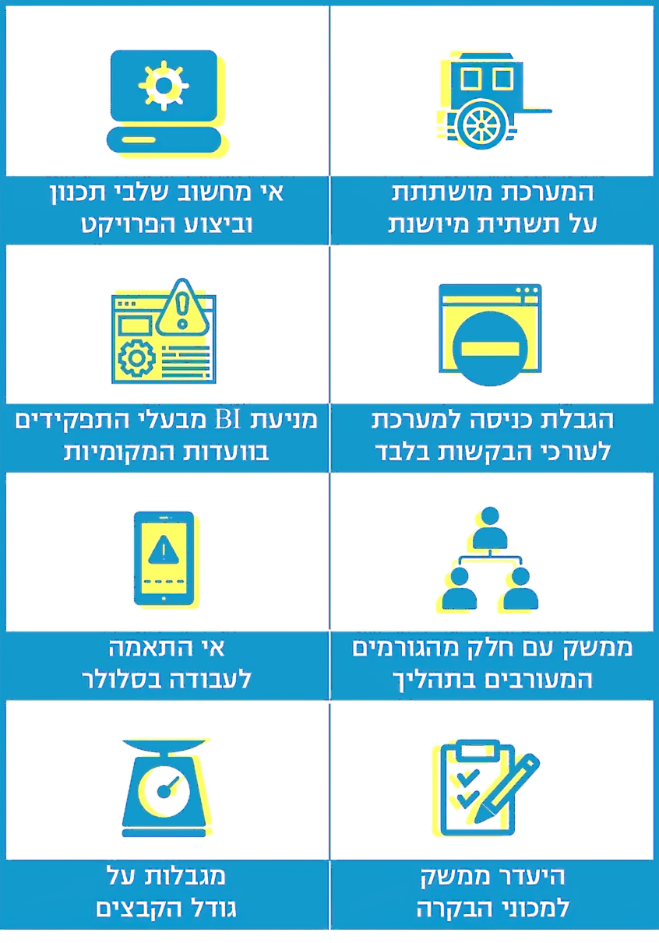 המערכת מושתתת
על תשתית מיושנת
אי מחשוב שלבי תכנון
וביצוע הפרויקט
הגבלת כניסה למערכת
לעורכי הבקשות בלבד
מניעת BI מבעלי התפקידים
בוועדות המקומיות
ממשק עם חלק מהגורמים
המעורבים בתהליך
אי התאמה
לעבודה בסלולר
היעדר ממשק
למכוני הבקרה
מגבלות על
גודל הקבצים